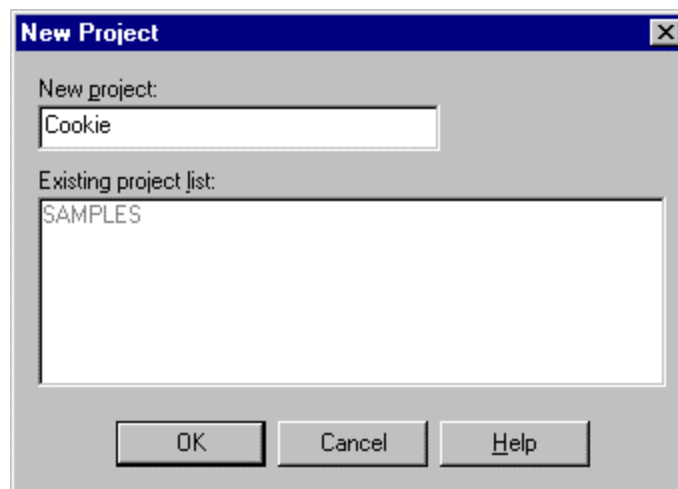 New Project
New project:
Cookie
Existing project list:
SAMPLES
OK Cancel Help